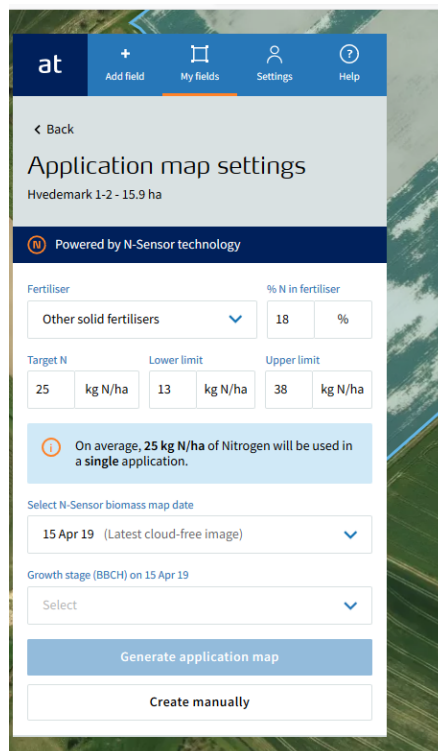 at
Add field
My fields
Settings
? Help
Back
Application map settings
Hvedemark 1-2 - 15.9 ha
N Powered by N-Sensor technology
Fertiliser % N in fertiliser
Other solid fertilisers 18 %
Target N Lower limit Upper limit
25 kg N/ha 13 kg N/ha 38 kg N/ha
i On average, 25 kg N/ha of Nitrogen will be used in
a single application.
Select N-Sensor biomass map date
15 Apr 19 (Latest cloud-free image)
Growth stage (BBCH) on 15 Apr 19
Select
Generate application map
Create manually